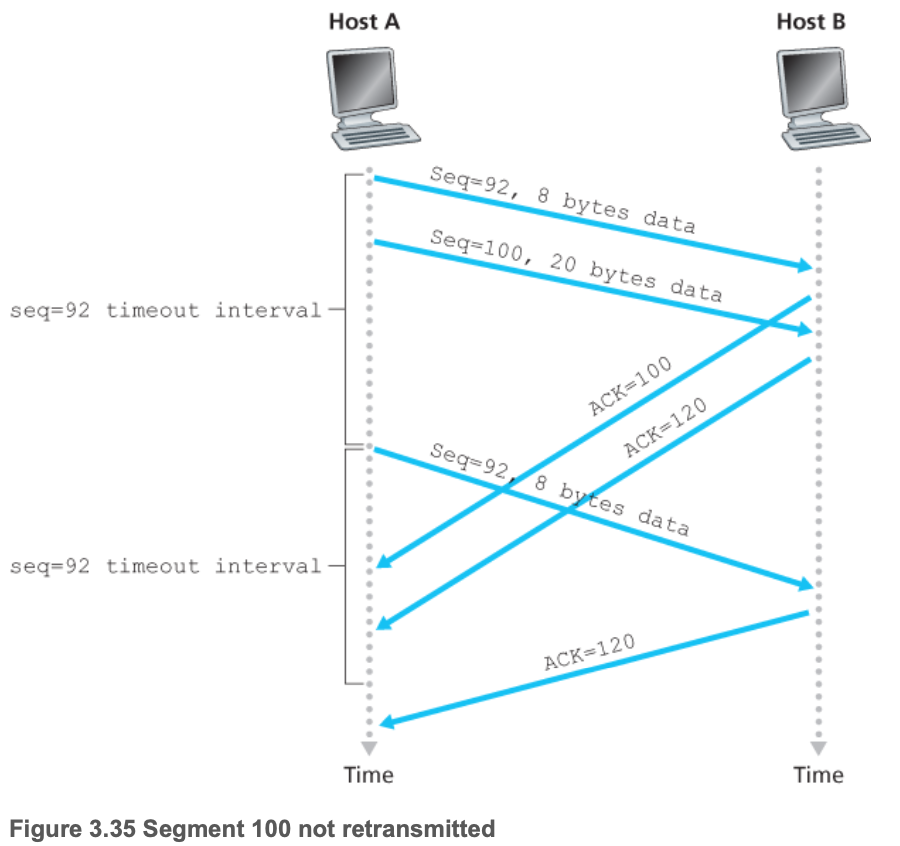 Host A
Host B
Seq=92, 8 bytes data
Seq=100, 20 bytes data
seq=92 timeout interval
ACK=100
ACK=120
Seq=92, 8 bytes data
seq=92 timeout interval
ACK=120
Time
Time
Figure 3.35 Segment 100 not retransmitted